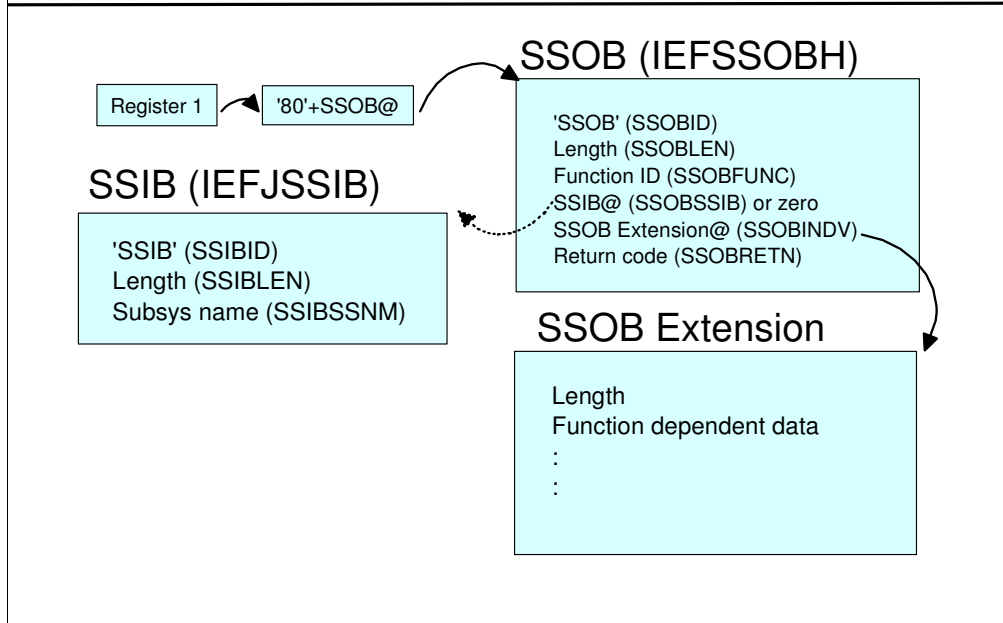 SSOB (IEFSSOBH)
Register 1
'80'+SSOB@
'SSOB' (SSOBID)
Length (SSOBLEN)
Function ID (SSOBFUNC)
SSIB@ (SSOBSSIB) or zero
SSOB Extension@ (SSOBINDV)
Return code (SSOBRETN)
SSIB (IEFJSSIB)
'SSIB' (SSIBID)
Length (SSIBLEN)
Subsys name (SSIBSSNM)
SSOB Extension
Length
Function dependent data
:
: